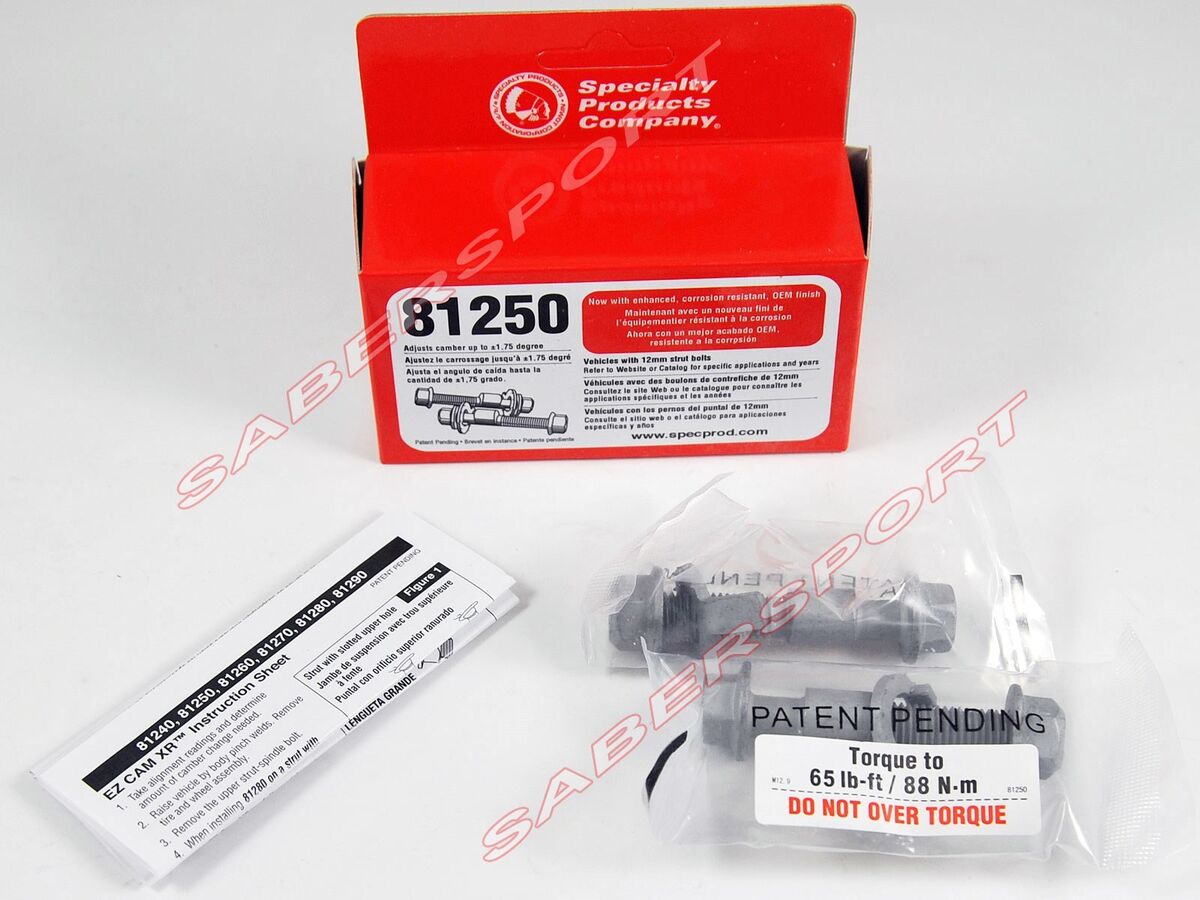 SPECIALTY PRODUCTS
Specialty
Products
Company®
81250
Adjusts camber up to ±1.75 degree
Ajustez le carrossage jusqu'à ±1.75 degré
Ajusta el angulo de caida hasta la
cantidad de ±1,75 grado.
Patent Pending • Brevet en instance • Patente pendiente
Now with enhanced, corrosion resistant, OEM finish
Maintenant avec un nouveau fini de
l'équipementier résistant à la corrosion
Ahora con un mejor acabado OEM,
resistente a la corrpsión
Vehicles with 12mm strut bolts
Refer to Website or Catalog for specific applications and years
Véhicules avec des boulons de contrefiche de 12mm
Consultez le site Web ou le catalogue pour connaître les
applications spécifiques et les années
Vehículos con los pernos del puntal de 12mm
Consulte el sitio web o el catálogo para aplicaciones
específicas y años
www.specprod.com
SABERSPORT
SABERSPORT
81240, 81250, 81260, 81270, 81280, 81290
PATENT PENDING
EZ CAM XR™ Instruction Sheet
1. Take alignment readings and determine
amount of camber change needed.
2. Raise vehicle by body pinch welds. Remove
tire and wheel assembly.
3. Remove the upper strut-spindle bolt.
4. When installing 81280 on a strut with
Figure 1
Strut with slotted upper hole
Jambe de suspension avec trou supérieure
à fente
Puntal con orificio superior ranurado
LENGUETA GRANDE
PATENT PENDING
PATENT PENDING
Torque to
65 lb-ft / 88 N·m
M12.9
81250
DO NOT OVER TORQUE